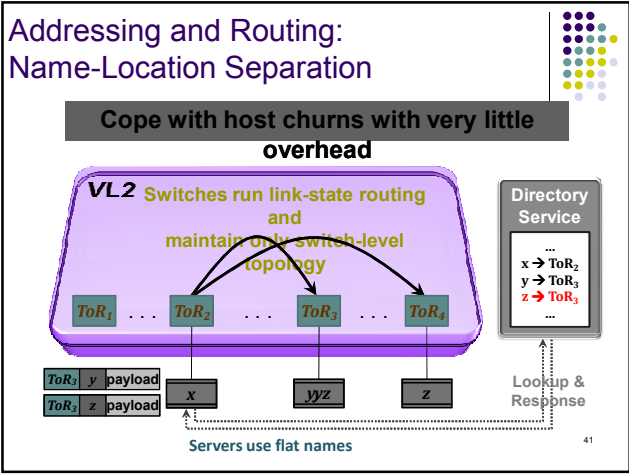 Addressing and Routing:
Name-Location Separation
Cope with host churns with very little
overhead
VL2
Switches run link-state routing
and
maintain only switch-level
topology
Directory
Service
...
x → ToR2
y → ToR3
z → ToR3
...
ToR1 . . . ToR2 . . . ToR3 . . . ToR4
ToR3 y payload
ToR3 z payload
x
yyz
z
Lookup &
Response
Servers use flat names
41